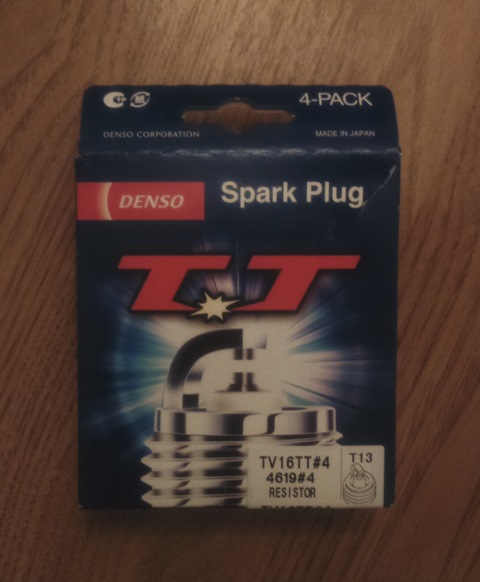 4-PACK
DENSO CORPORATION
MADE IN JAPAN
DENSO
Spark Plug
TT
TV16TT#4
T13
4619#4
RESISTOR